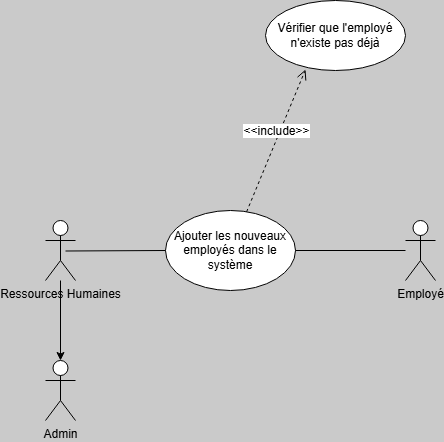 Vérifier que l'employé
n'existe pas déjà
<<include>>
Ajouter les nouveaux
employés dans le
système
Ressources Humaines
Employé
Admin